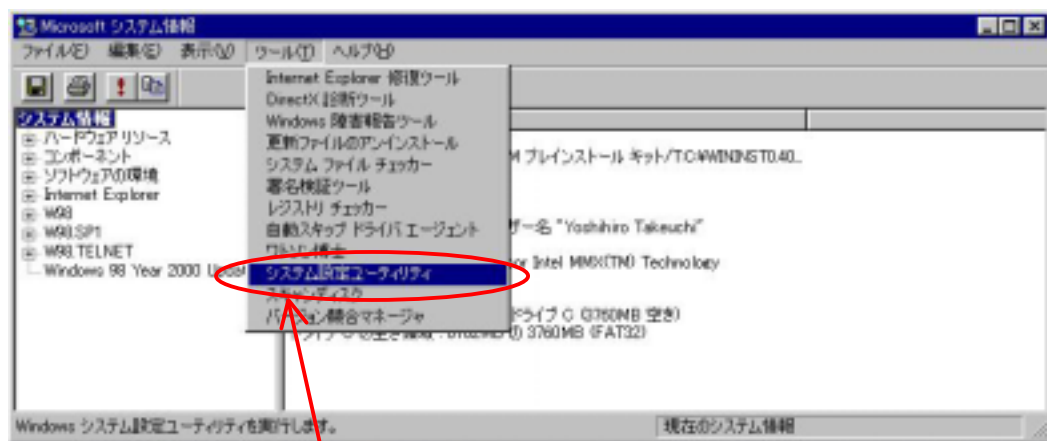 Microsoft システム情報
ファイル(F) 編集(E) 表示(V) ツール(T) ヘルプ(H)
Internet Explorer 修復ツール
DirectX 診断ツール
Windows 障害報告ツール
更新ファイルのアンインストール
システム ファイル チェッカー
署名検証ツール
レジストリ チェッカー
自動スキップ ドライバ エージェント
ワトソン博士
システム設定ユーティリティ
スキャンディスク
バージョン競合マネージャ
システム情報
ハードウェア リソース
コンポーネント
ソフトウェアの環境
Internet Explorer
W98
W98.SP1
W98.TELNET
Windows 98 Year 2000
M プレインストール キット/T:C:¥WININST0.40..
ザー名 "Yoshihiro Takeuchi"
or Intel MMX(TM) Technology
ドライブ C (3760MB 空き)
3760MB (FAT32)
Windows システム設定ユーティリティを実行します。
現在のシステム情報